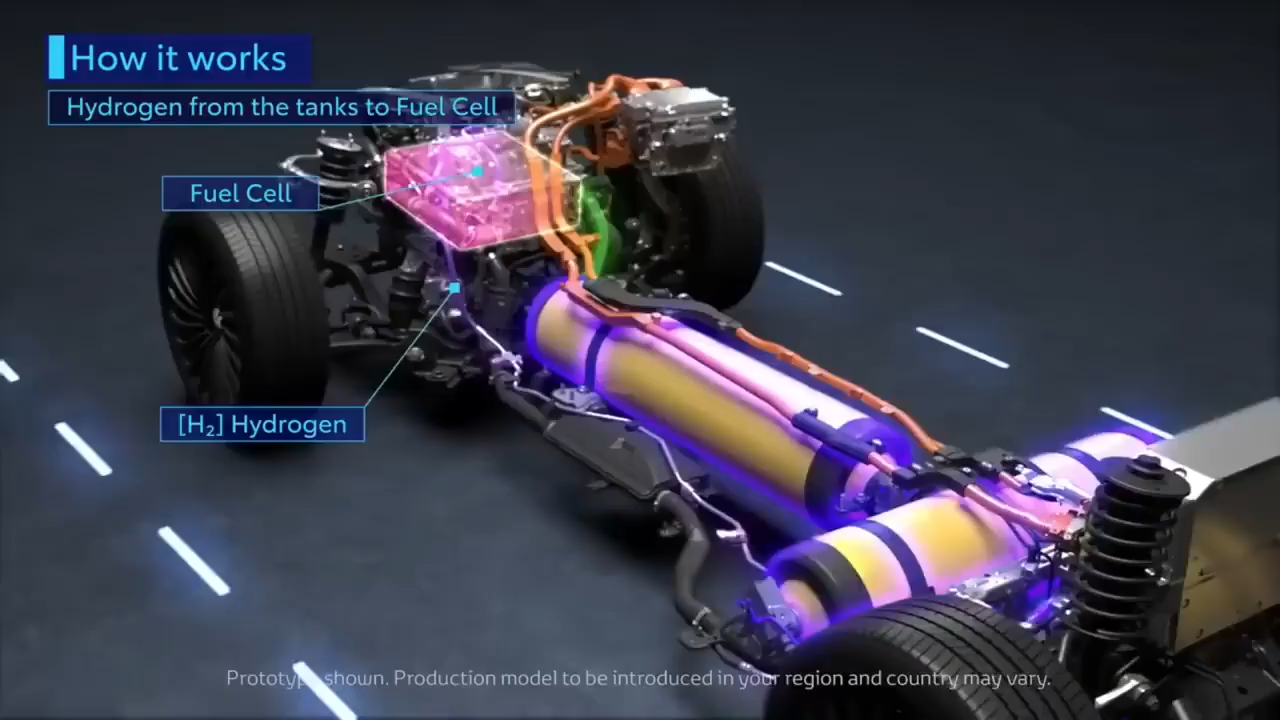 How it works
Hydrogen from the tanks to Fuel Cell
Fuel Cell
[H₂] Hydrogen
Prototype shown. Production model to be introduced in your region and country may vary.